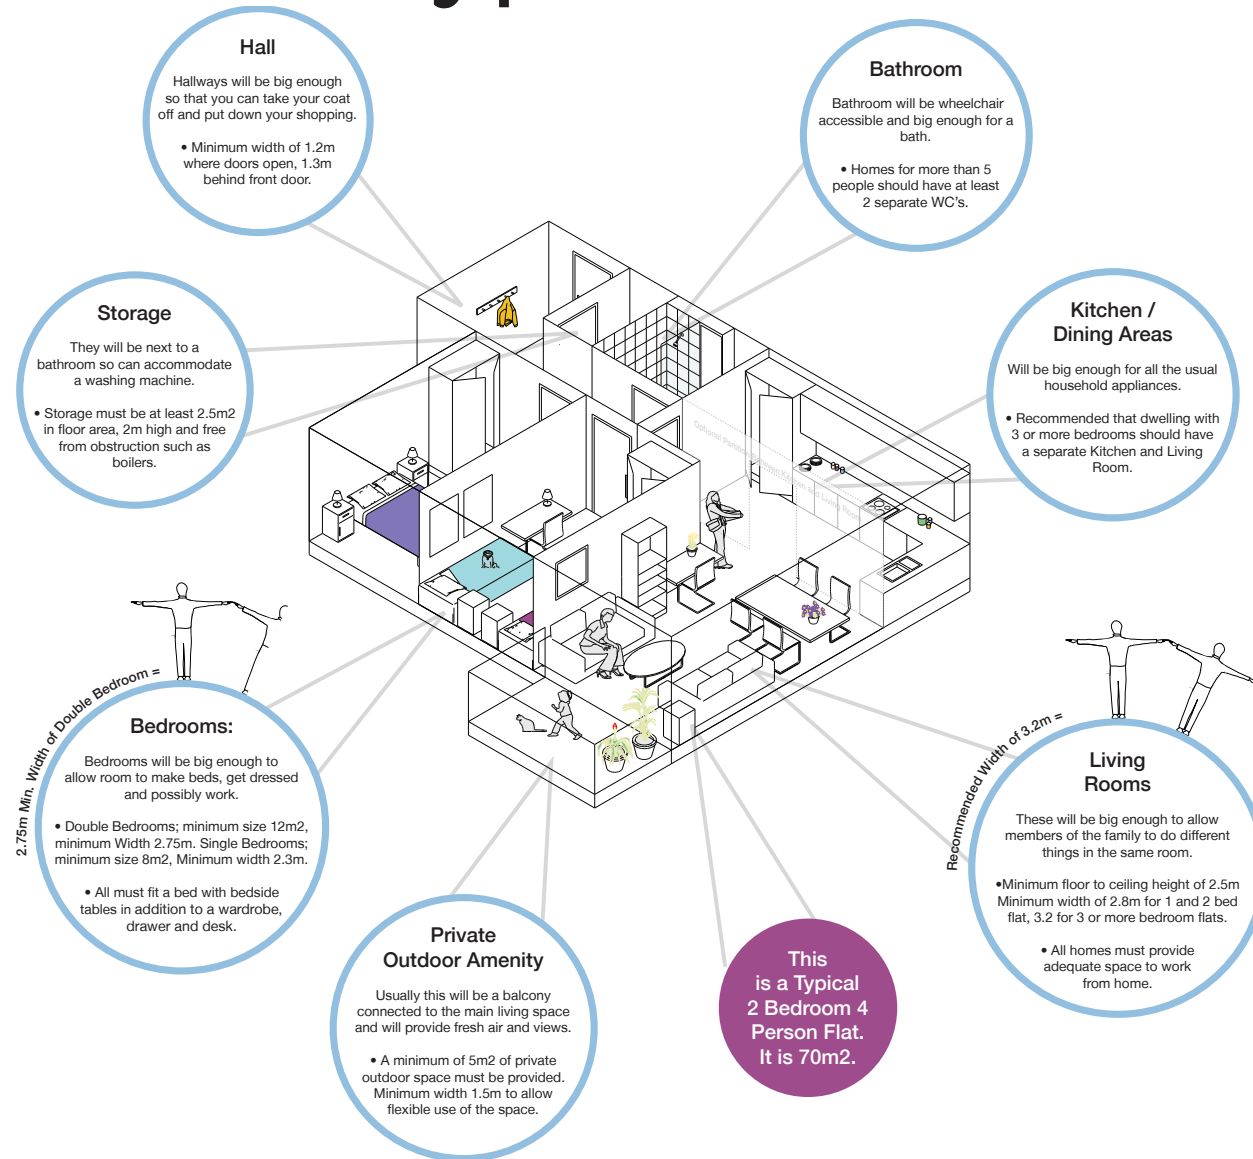 Hall
Hallways will be big enough
so that you can take your coat
off and put down your shopping.
• Minimum width of 1.2m
where doors open, 1.3m
behind front door.
Bathroom
Bathroom will be wheelchair
accessible and big enough for a
bath.
• Homes for more than 5
people should have at least
2 separate WC's.
Storage
They will be next to a
bathroom so can accommodate
a washing machine.
• Storage must be at least 2.5m2
in floor area, 2m high and free
from obstruction such as
boilers.
Kitchen /
Dining Areas
Will be big enough for all the usual
household appliances.
• Recommended that dwelling with
3 or more bedrooms should have
a separate Kitchen and Living
Room.
Optional Partition Between Kitchen and Living Room
2.75m Min. Width of Double Bedroom =
Bedrooms:
Bedrooms will be big enough to
allow room to make beds, get dressed
and possibly work.
• Double Bedrooms; minimum size 12m2,
minimum Width 2.75m. Single Bedrooms;
minimum size 8m2, Minimum width 2.3m.
• All must fit a bed with bedside
tables in addition to a wardrobe,
drawer and desk.
Recommended Width of 3.2m =
Living
Rooms
These will be big enough to allow
members of the family to do different
things in the same room.
•Minimum floor to ceiling height of 2.5m
Minimum width of 2.8m for 1 and 2 bed
flat, 3.2 for 3 or more bedroom flats.
• All homes must provide
adequate space to work
from home.
Private
Outdoor Amenity
Usually this will be a balcony
connected to the main living space
and will provide fresh air and views.
• A minimum of 5m2 of private
outdoor space must be provided.
Minimum width 1.5m to allow
flexible use of the space.
This
is a Typical
2 Bedroom 4
Person Flat.
It is 70m2.